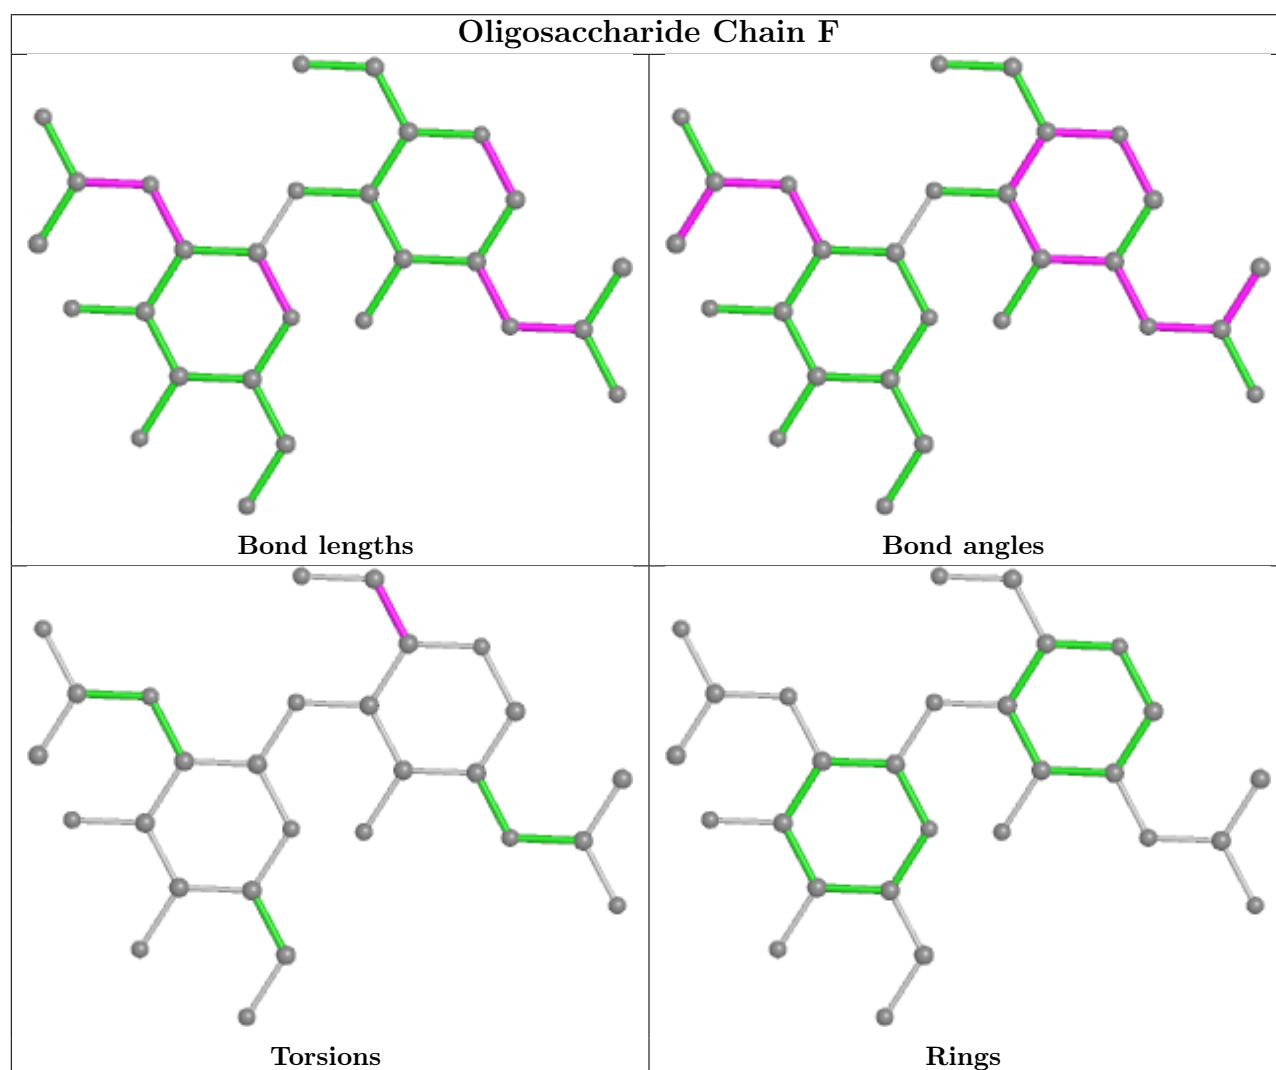 Oligosaccharide Chain F
Bond lengths
Bond angles
Torsions
Rings